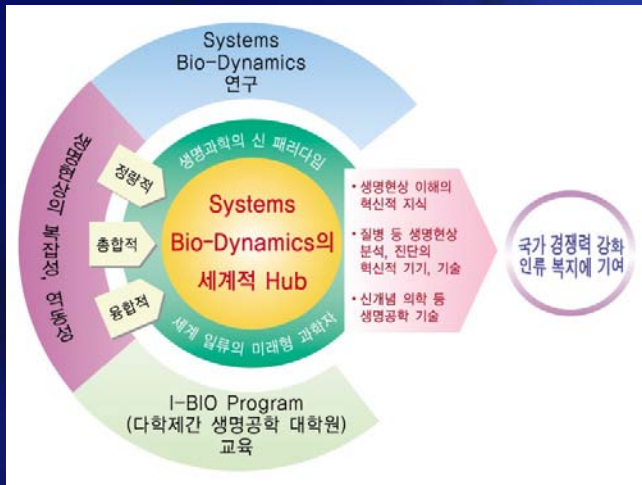 Systems
Bio-Dynamics
연구
생명현상의 복잡성, 역동성
정량적
총합적
융합적
생명과학의 신 패러다임
Systems
Bio-Dynamics의
세계적 Hub
세계 일류의 미래형 과학자
• 생명현상 이해의
혁신적 지식
• 질병 등 생명현상
분석, 진단의
혁신적 기기, 기술
• 신개념 의학 등
생명공학 기술
국가 경쟁력 강화
인류 복지에 기여
I-BIO Program
(다학제간 생명공학 대학원)
교육